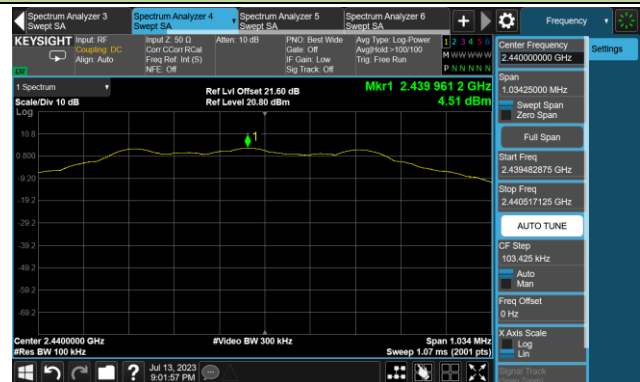 Spectrum Analyzer 3
Swept SA
Spectrum Analyzer 4
Swept SA
Spectrum Analyzer 5
Swept SA
Spectrum Analyzer 6
Swept SA
Frequency
KEYSIGHT
Input: RF
Coupling: DC
Align: Auto
Input Z: 50 Ω
Corr CCorr RCal
Freq Ref: Int (S)
NFE: Off
Atten: 10 dB
PNO: Best Wide
Gate: Off
IF Gain: Low
Sig Track: Off
Avg Type: Log-Power
Avg|Hold:>100/100
Trig: Free Run
1 2 3 4 5 6
M W W W W W
P N N N N N
LV
1 Spectrum
Scale/Div 10 dB
Log
Ref Lvl Offset 21.60 dB
Ref Level 20.80 dBm
Mkr1 2.439 961 2 GHz
4.51 dBm
1
10.8
0.800
-9.20
-19.2
-29.2
-39.2
-49.2
-59.2
-69.2
Center 2.4400000 GHz
#Res BW 100 kHz
#Video BW 300 kHz
Span 1.034 MHz
Sweep 1.07 ms (2001 pts)
Center Frequency
2.440000000 GHz
Settings
Span
1.03425000 MHz
Swept Span
Zero Span
Full Span
Start Freq
2.439482875 GHz
Stop Freq
2.440517125 GHz
AUTO TUNE
CF Step
103.425 kHz
Auto
Man
Freq Offset
0 Hz
X Axis Scale
Log
Lin
Signal Track
(Span Zoom)
?
Jul 13, 2023
9:01:57 PM